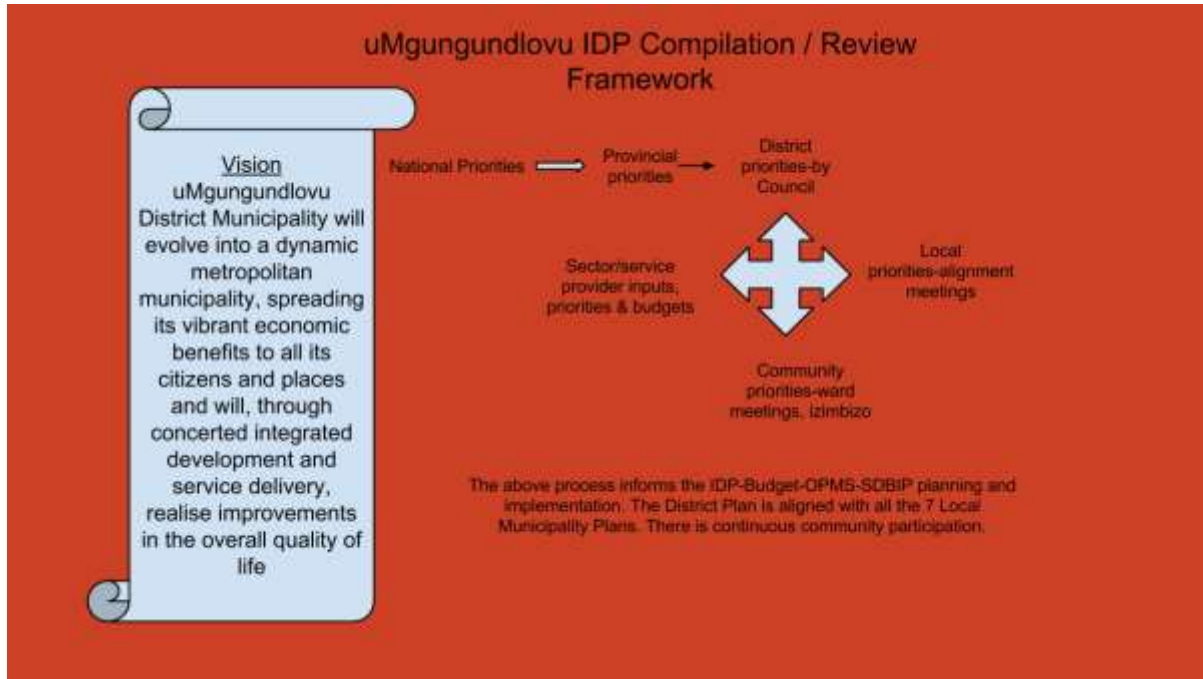 uMgungundlovu IDP Compilation / Review
Framework
Vision
uMgungundlovu
District Municipality will
evolve into a dynamic
metropolitan
municipality, spreading
its vibrant economic
benefits to all its
citizens and places
and will, through
concerted integrated
development and
service delivery,
realise improvements
in the overall quality of
life
National Priorities
Provincial
priorities
District
priorities-by
Council
Sector/service
provider inputs,
priorities & budgets
Local
priorities-alignment
meetings
Community
priorities-ward
meetings, izimbizo
The above process informs the IDP-Budget-OPMS-SDBIP planning and
implementation. The District Plan is aligned with all the 7 Local
Municipality Plans. There is continuous community participation.